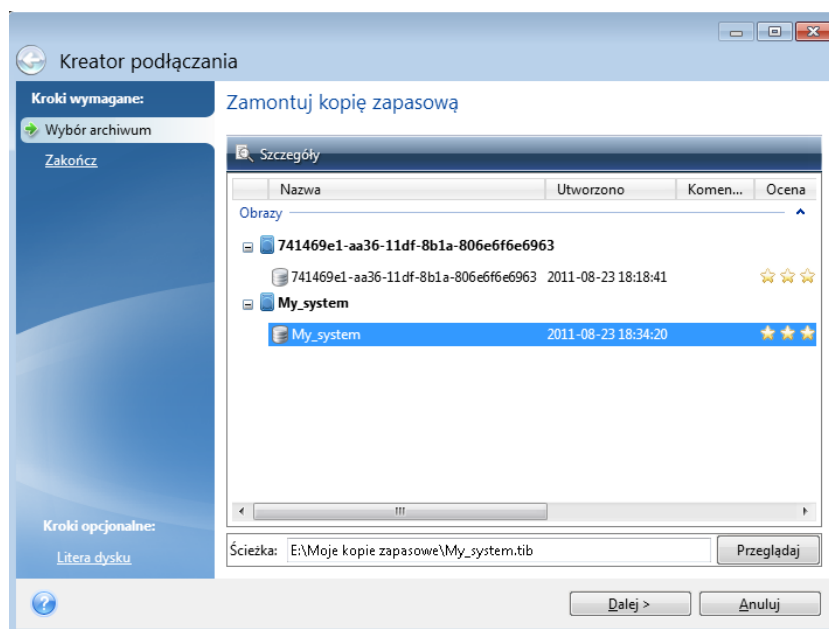 Kreator podłączania
Kroki wymagane:
Wybór archiwum
Zakończ
Kroki opcjonalne:
Litera dysku
Zamontuj kopię zapasową
Szczegóły
Nazwa Utworzono Komen... Ocena
Obrazy
741469e1-aa36-11df-8b1a-806e6f6e6963
741469e1-aa36-11df-8b1a-806e6f6e6963 2011-08-23 18:18:41
My_system
My_system 2011-08-23 18:34:20
Ścieżka: E:\Moje kopie zapasowe\My_system.tib Przeglądaj
Dalej > Anuluj